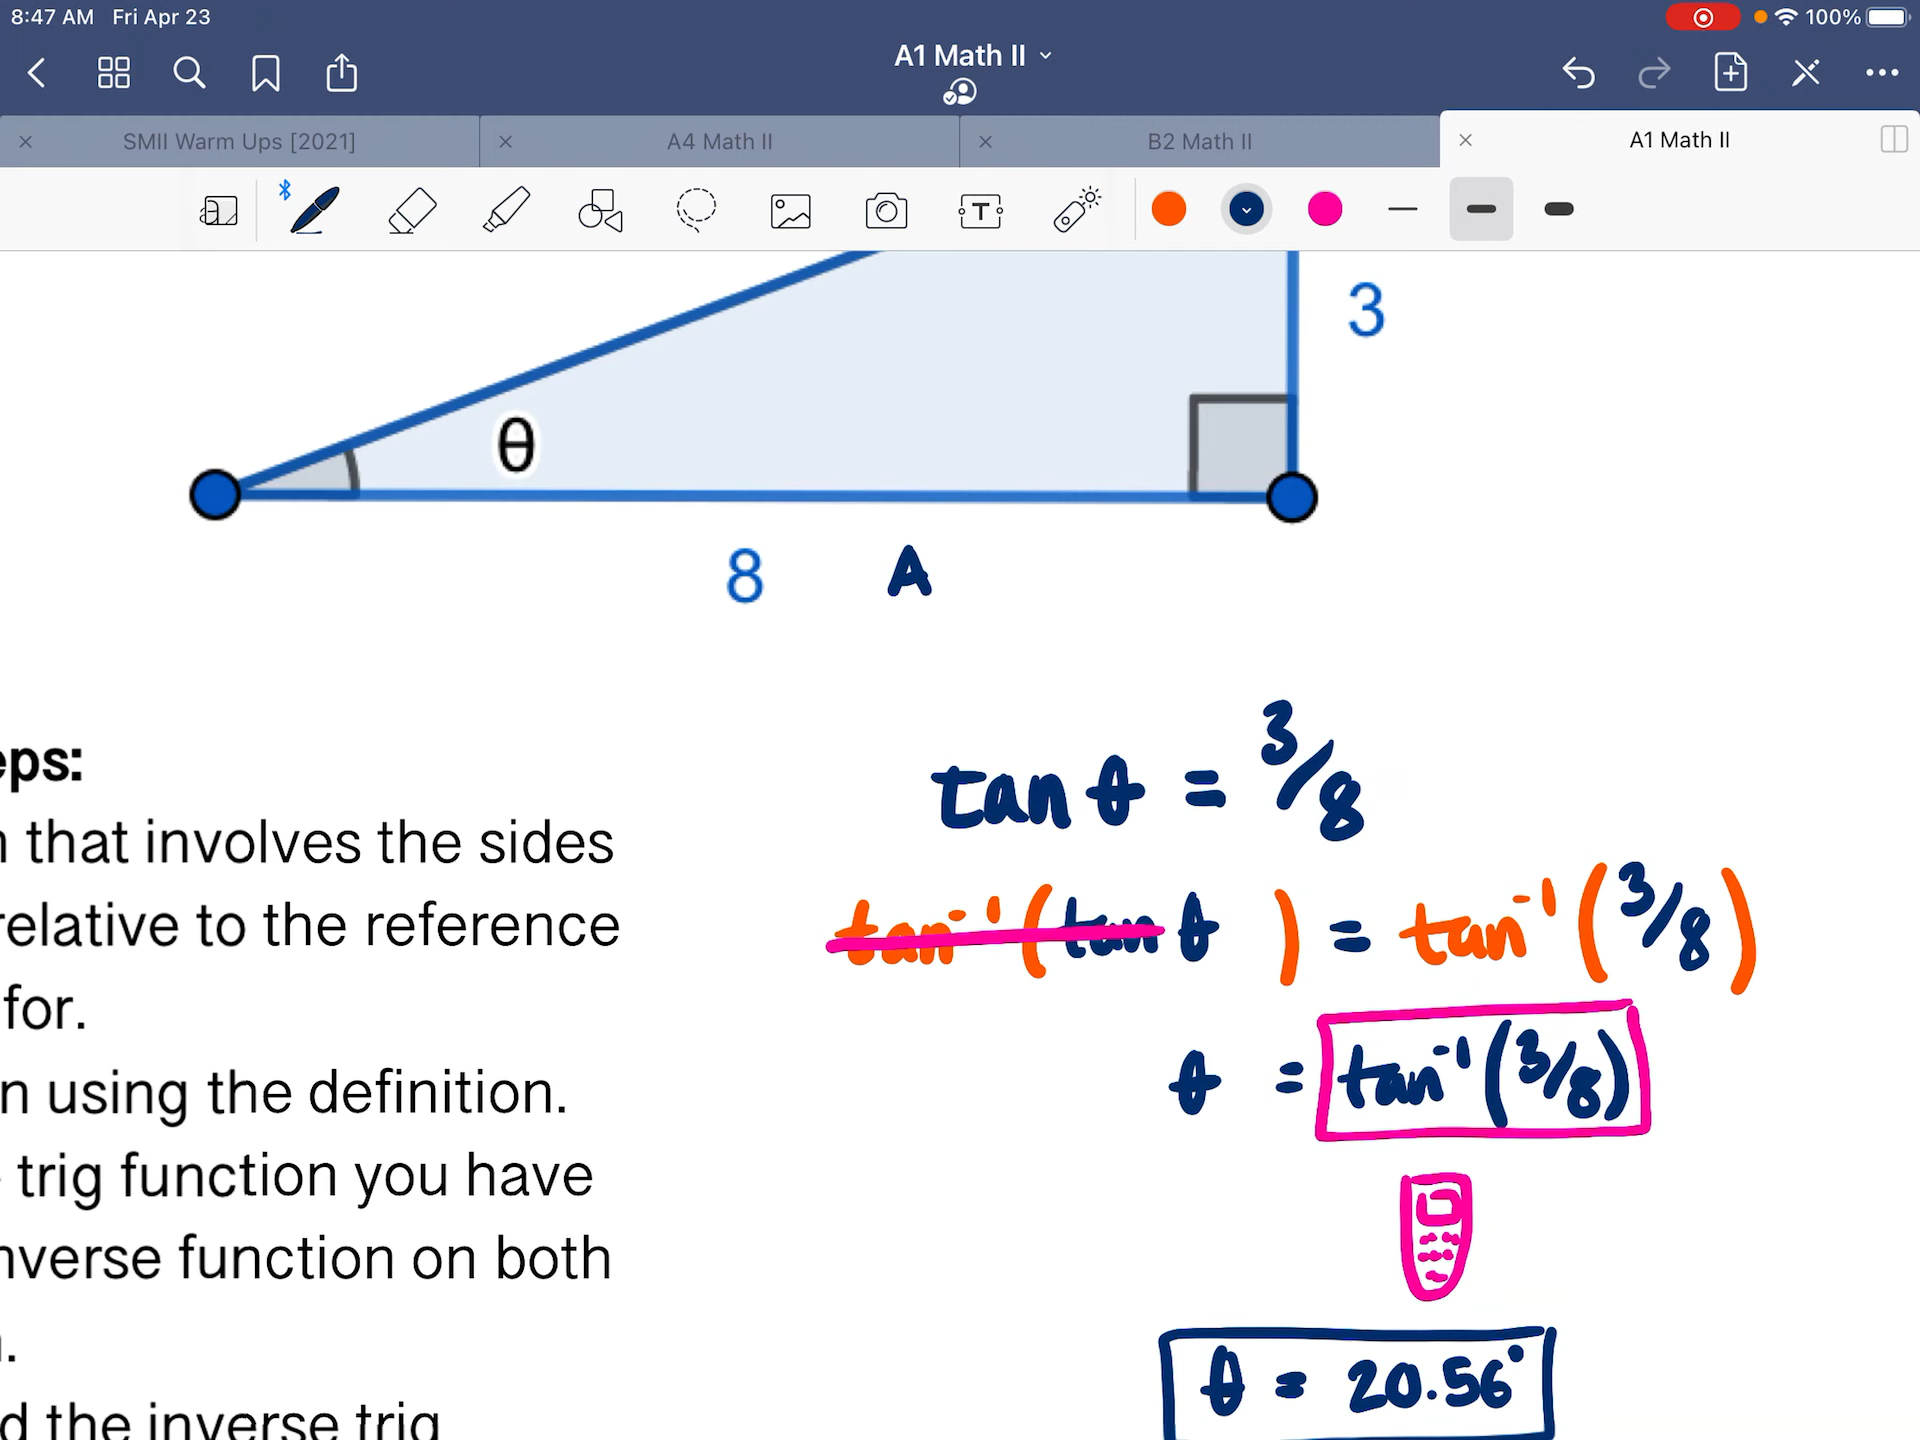 8:47 AM Fri Apr 23
100%
A1 Math II
SMII Warm Ups [2021]
A4 Math II
B2 Math II
A1 Math II
a
T
3
θ
8 A
tan θ = 3/8
tan⁻¹(tan θ ) = tan⁻¹(3/8)
θ = tan⁻¹(3/8)
θ = 20.56°
eps:
that involves the sides
relative to the reference
for.
n using the definition.
trig function you have
nverse function on both
d the inverse trig